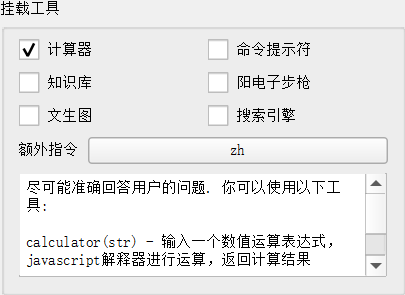 挂载工具
计算器 命令提示符
知识库 阳电子步枪
文生图 搜索引擎
额外指令 zh
尽可能准确回答用户的问题. 你可以使用以下工
具:
calculator(str) - 输入一个数值运算表达式,
javascript解释器进行运算, 返回计算结果